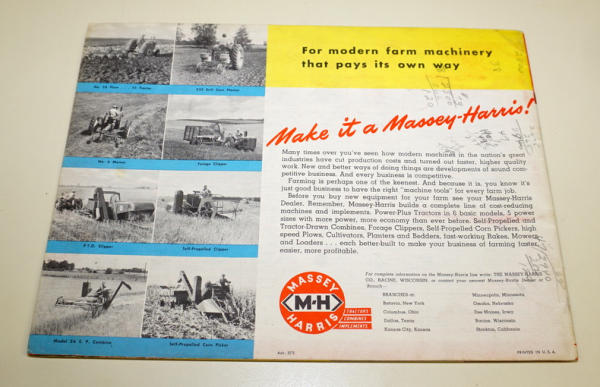 For modern farm machinery
that pays its own way
Make it a Massey-Harris!
Many times over you've seen how modern machines in the nation's great
industries have cut production costs and turned out faster, higher quality
work. New and better ways of doing things are developments of sound com-
petitive business. And every business is competitive.
Farming is perhaps one of the keenest. And because it is, you know it's
just good business to have the right "machine tools" for every farm job.
Before you buy new equipment for your farm see your Massey-Harris
Dealer. Remember, Massey-Harris builds a complete line of cost-reducing
machines and implements. Power-Plus Tractors in 6 basic models, 5 power
sizes with more power, more economy than ever before. Self-Propelled and
Tractor-Drawn Combines, Forage Clippers, Self-Propelled Corn Pickers, high
speed Plows, Cultivators, Planters and Bedders, fast-working Rakes, Mowers
and Loaders . . . each better-built to make your business of farming faster,
easier, more profitable.
For complete information on the Massey-Harris line write: THE MASSEY-HARRIS
CO., RACINE, WISCONSIN, or contact your nearest Massey-Harris Dealer or
Branch—
BRANCHES at:
Batavia, New York
Columbus, Ohio
Dallas, Texas
Kansas City, Kansas
Minneapolis, Minnesota
Omaha, Nebraska
Des Moines, Iowa
Racine, Wisconsin
Stockton, California
MASSEY
M-H
HARRIS
TRACTORS
COMBINES
IMPLEMENTS
PRINTED IN U.S.A.
No. 6 Mower
Forage Clipper
P.T.O. Clipper
Self-Propelled Clipper
Model 26 S. P. Combine
Self-Propelled Corn Picker